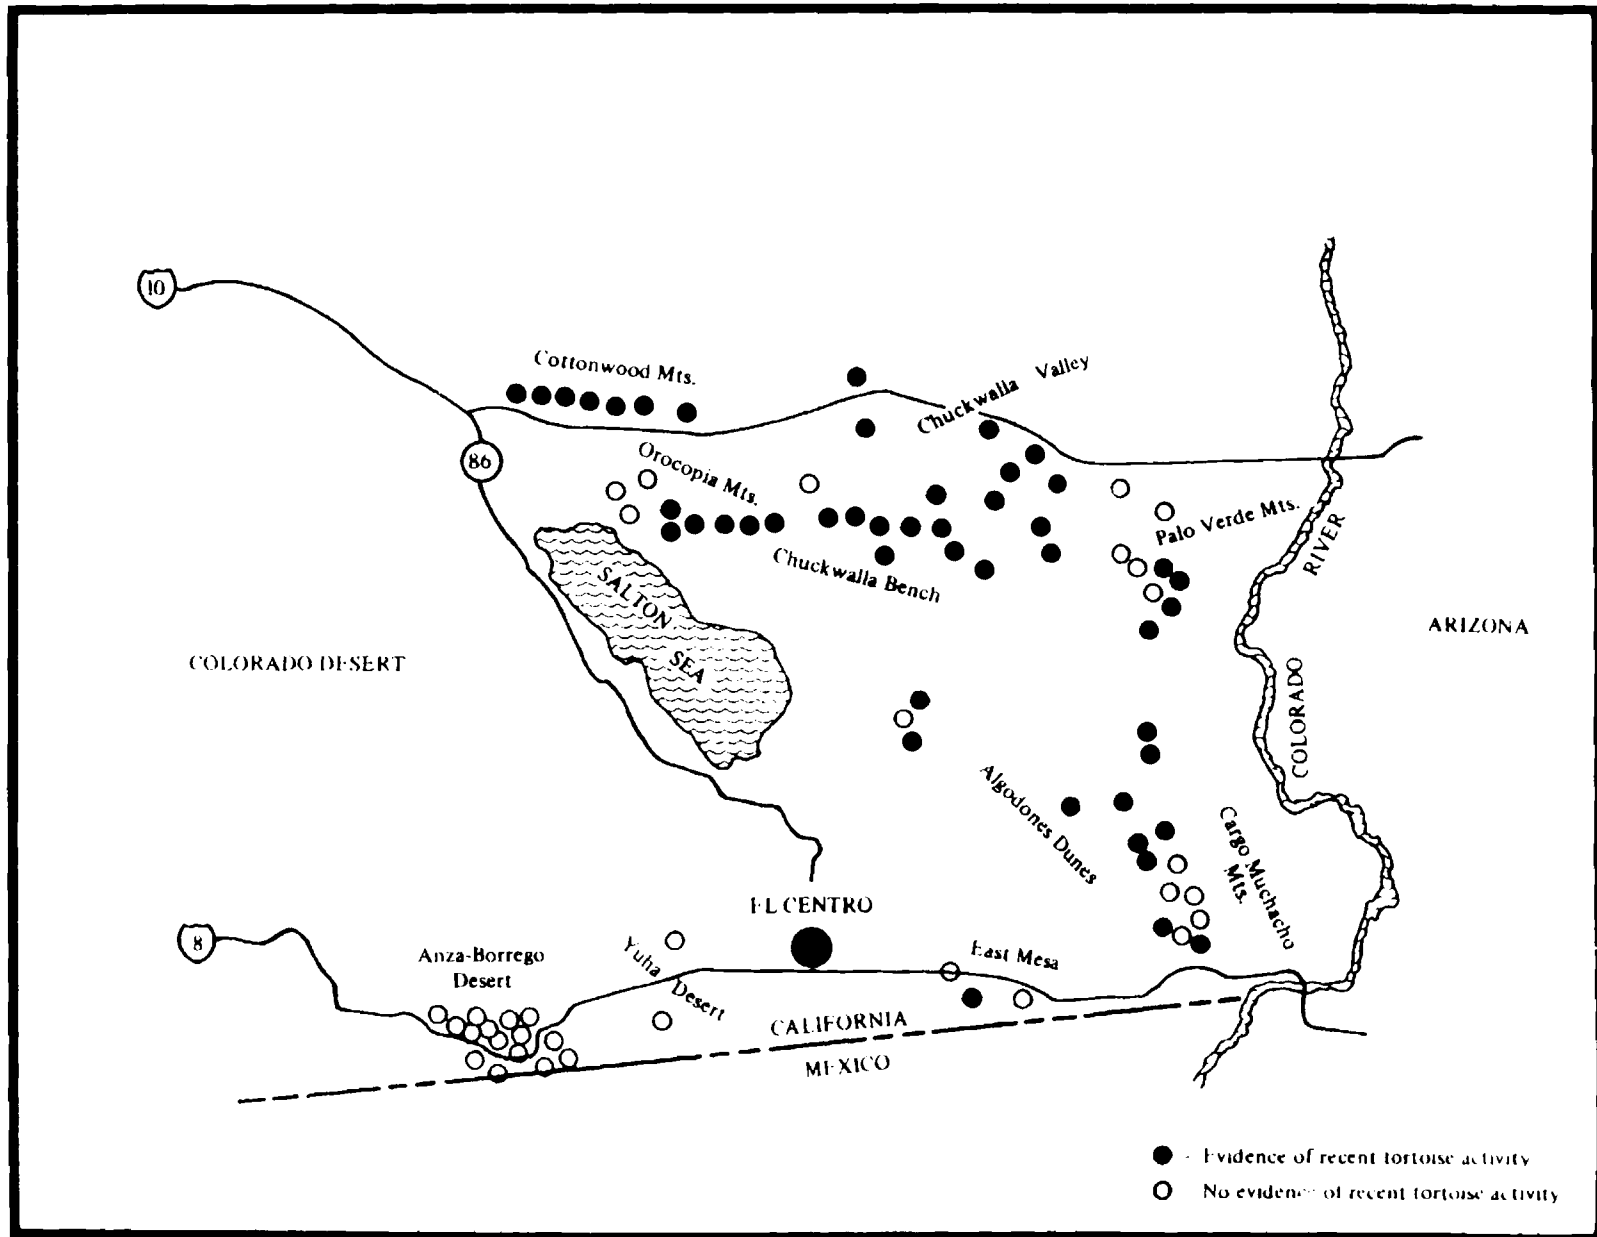 10
Cottonwood Mts.
Chuckwalla Valley
86
Orocopia Mts.
Palo Verde Mts.
Chuckwalla Bench
SALTON
SEA
RIVER
COLORADO
ARIZONA
COLORADO DESERT
Algodones Dunes
Cargo Muchacho
Mts.
EL CENTRO
8
Anza-Borrego
Desert
Yuha
Desert
East Mesa
CALIFORNIA
MEXICO
- Evidence of recent tortoise activity
No evidence of recent tortoise activity